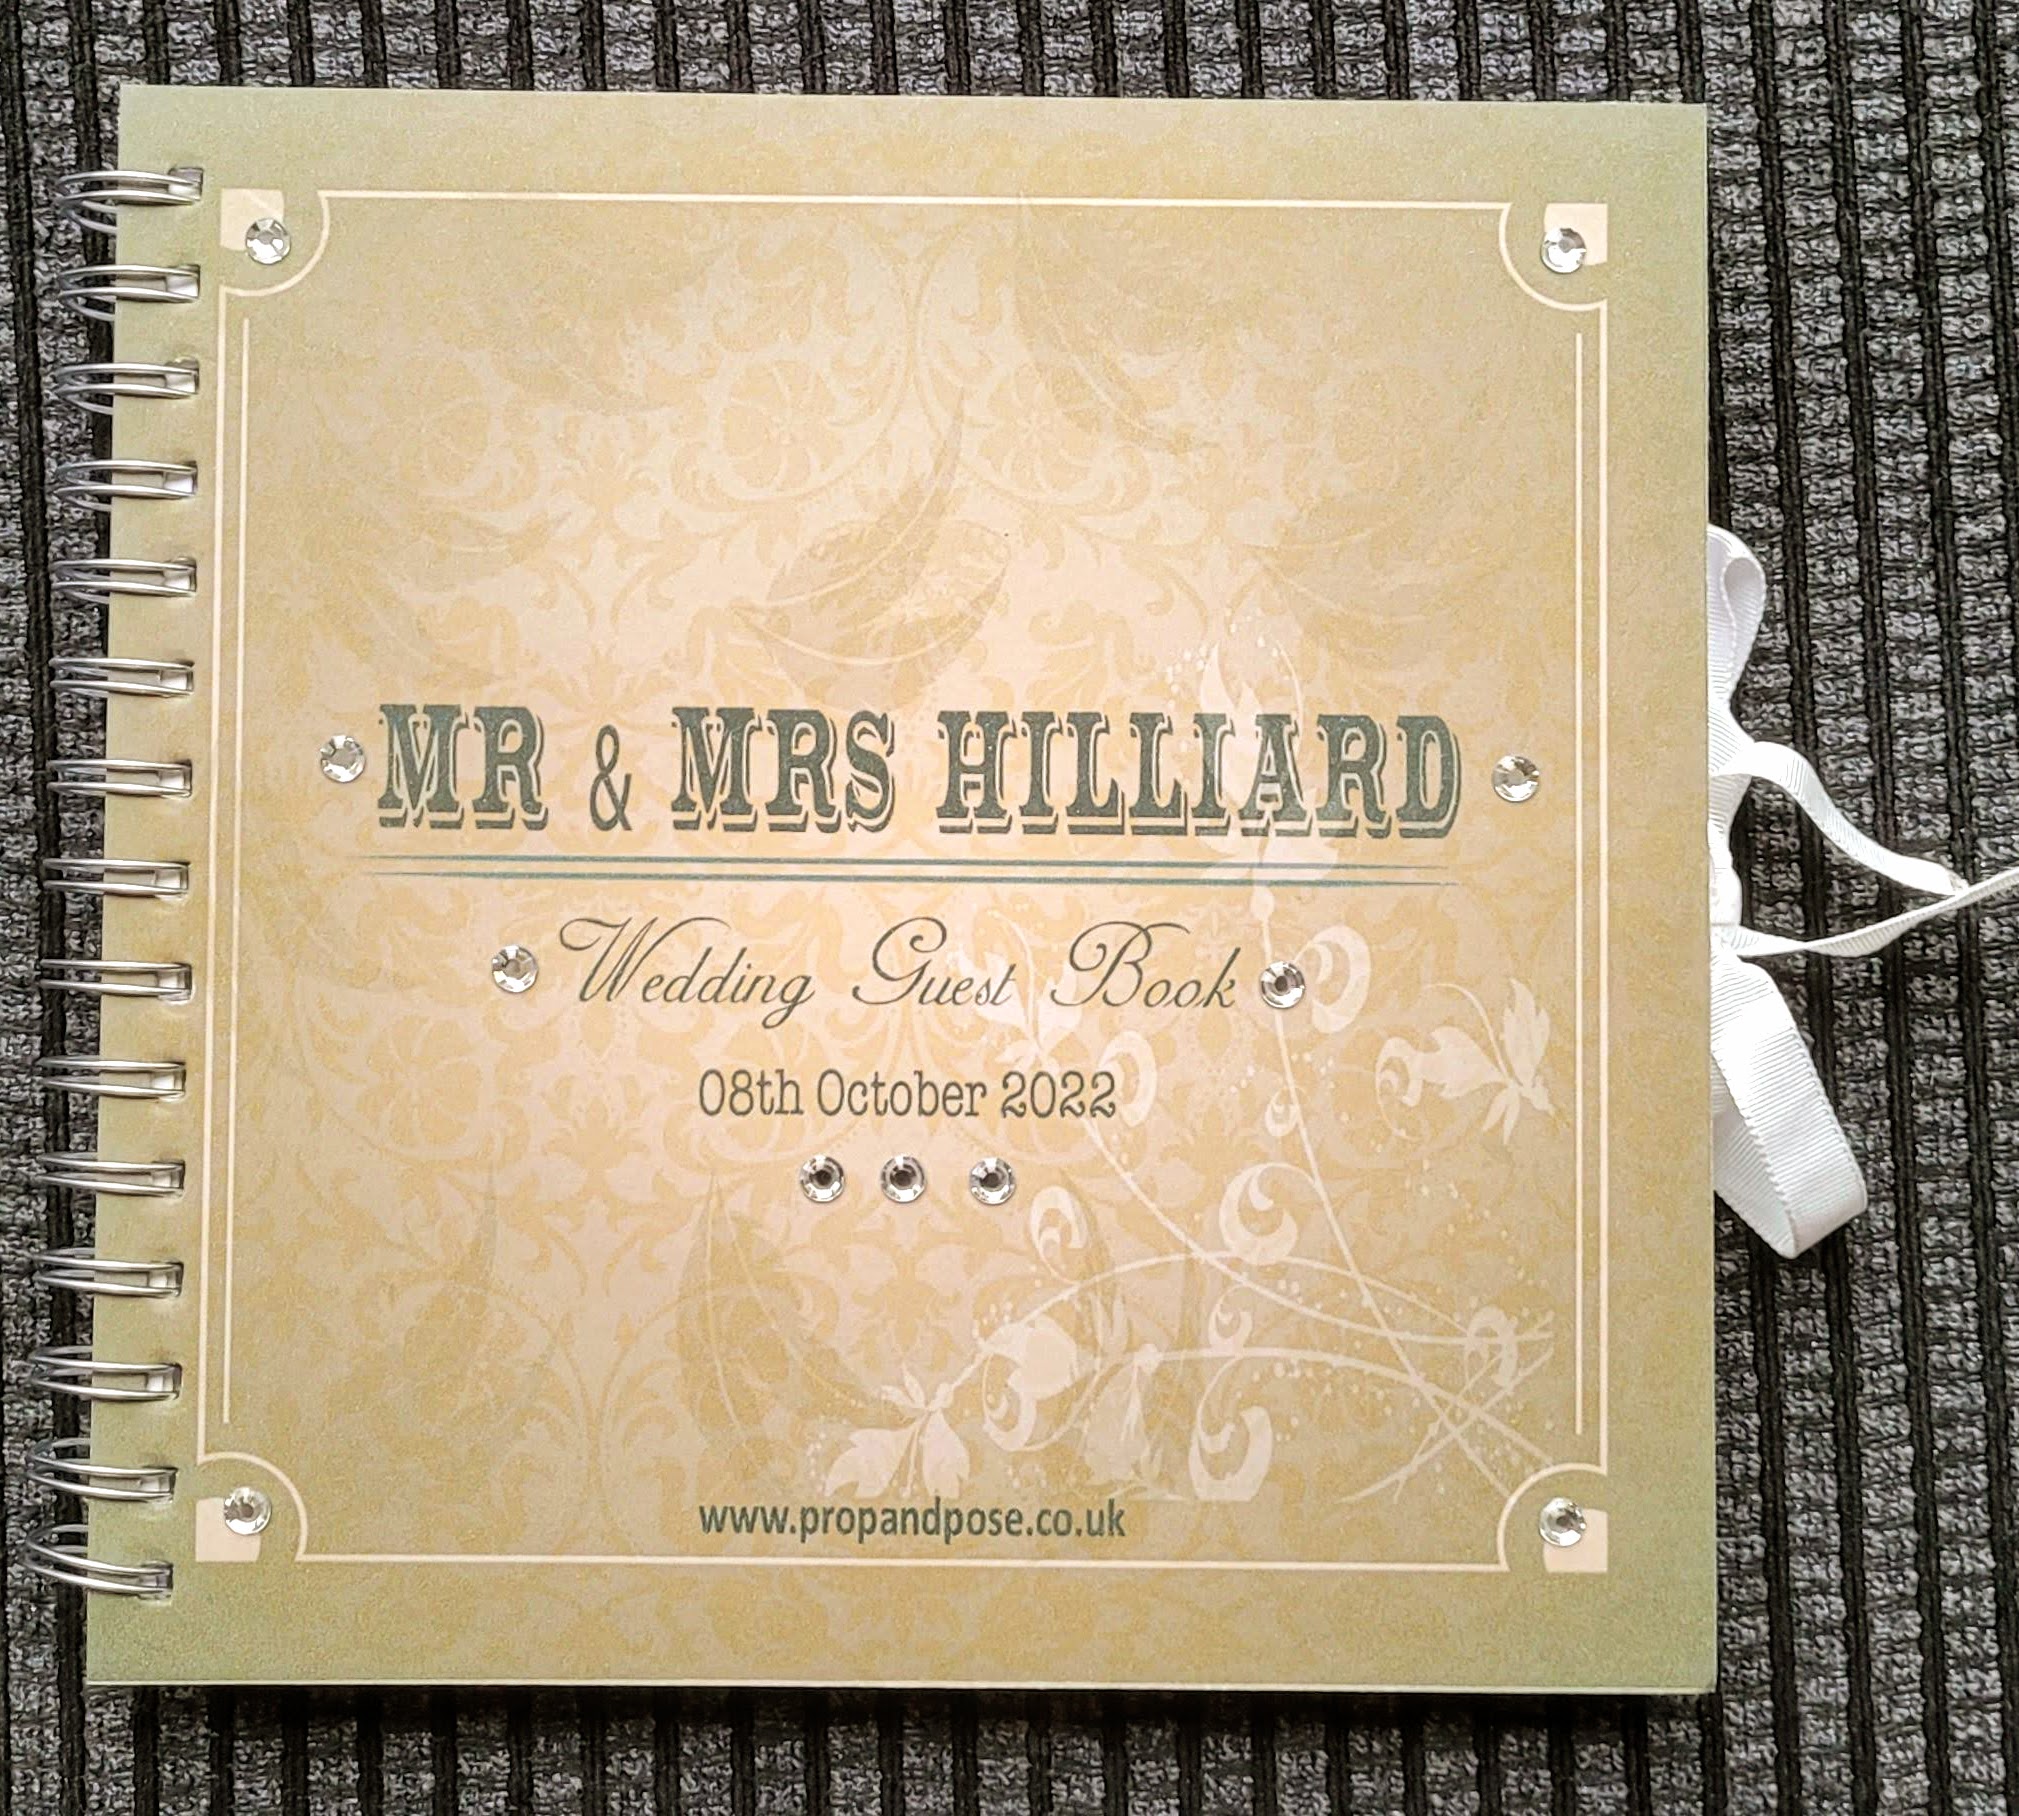 MR & MRS HILLIARD
Wedding Guest Book
08th October 2022
www.propandpose.co.uk